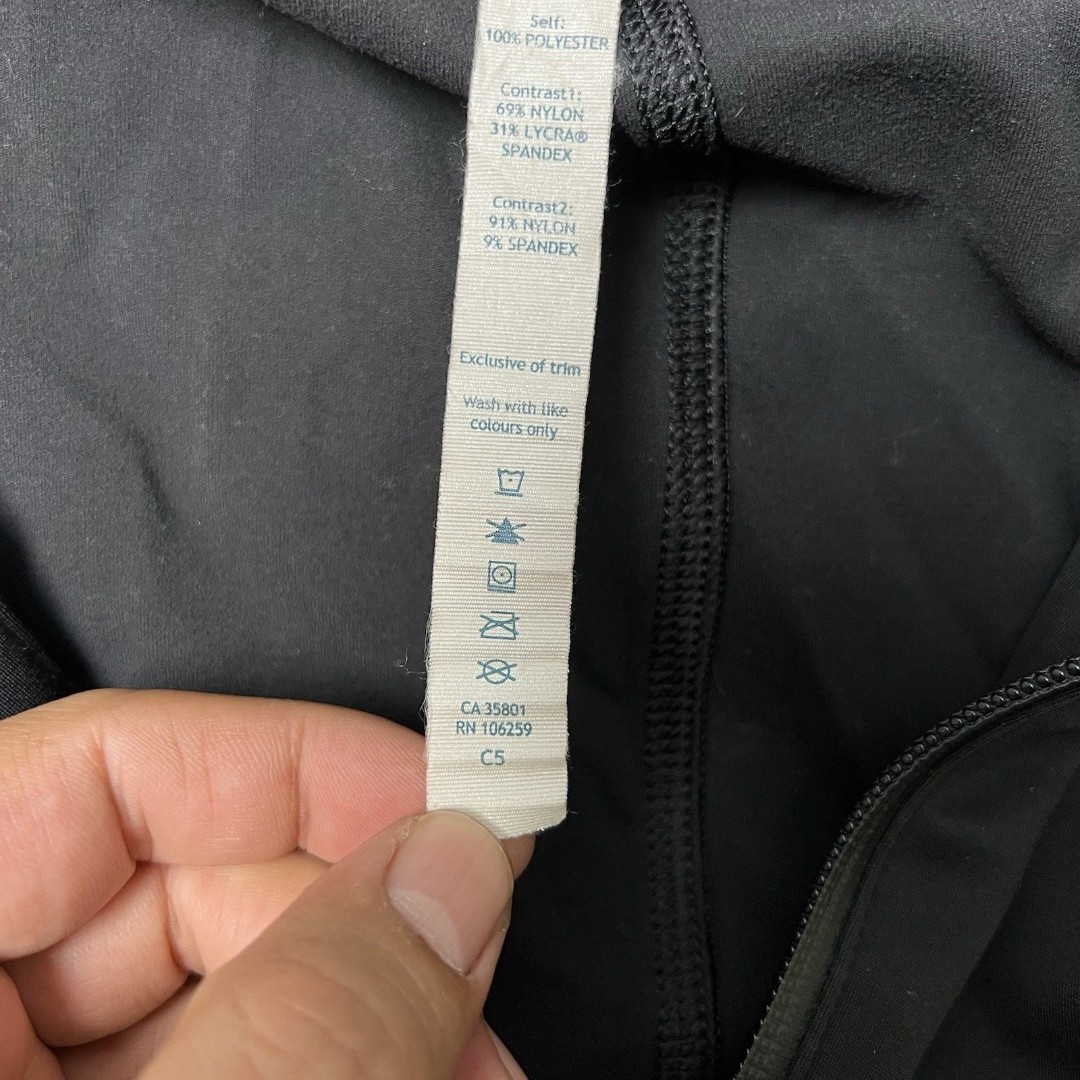 Self:
100% POLYESTER
Contrast1:
69% NYLON
31% LYCRA®
SPANDEX
Contrast2:
91% NYLON
9% SPANDEX
Exclusive of trim
Wash with like
colours only
CA 35801
RN 106259
C5